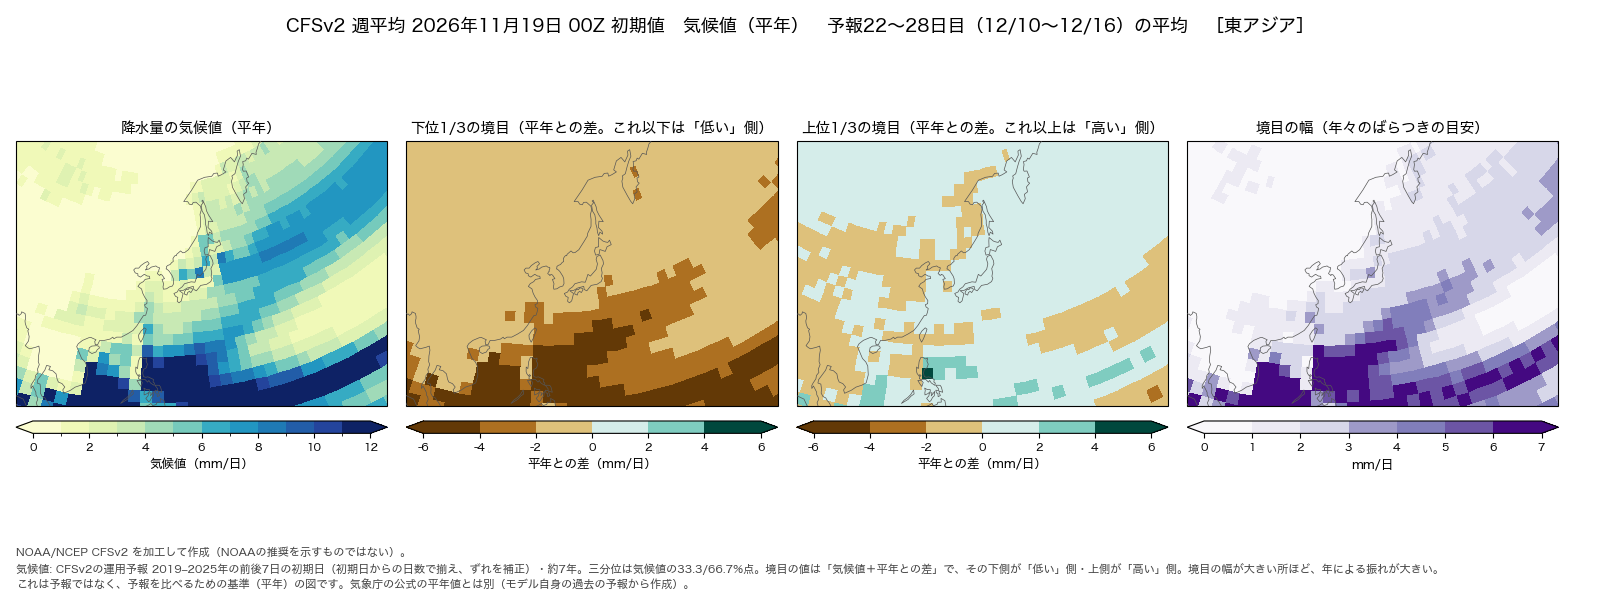 CFSv2 週平均 2026年11月19日 00Z 初期値　気候値（平年）　予報22～28日目（12/10～12/16）の平均　［東アジア］
降水量の気候値（平年）
下位1/3の境目（平年との差。これ以下は「低い」側）
上位1/3の境目（平年との差。これ以上は「高い」側）
境目の幅（年々のばらつきの目安）
0 2 4 6 8 10 12
気候値（mm/日）
-6 -4 -2 0 2 4 6
平年との差（mm/日）
-6 -4 -2 0 2 4 6
平年との差（mm/日）
0 1 2 3 4 5 6 7
mm/日
NOAA/NCEP CFSv2 を加工して作成（NOAAの推奨を示すものではない）。
気候値: CFSv2の運用予報 2019–2025年の前後7日の初期日（初期日からの日数で揃え、ずれを補正）・約7年。三分位は気候値の33.3/66.7%点。境目の値は「気候値＋平年との差」で、その下側が「低い」側・上側が「高い」側。境目の幅が大きい所ほど、年による振れが大きい。
これは予報ではなく、予報を比べるための基準（平年）の図です。気象庁の公式の平年値とは別（モデル自身の過去の予報から作成）。